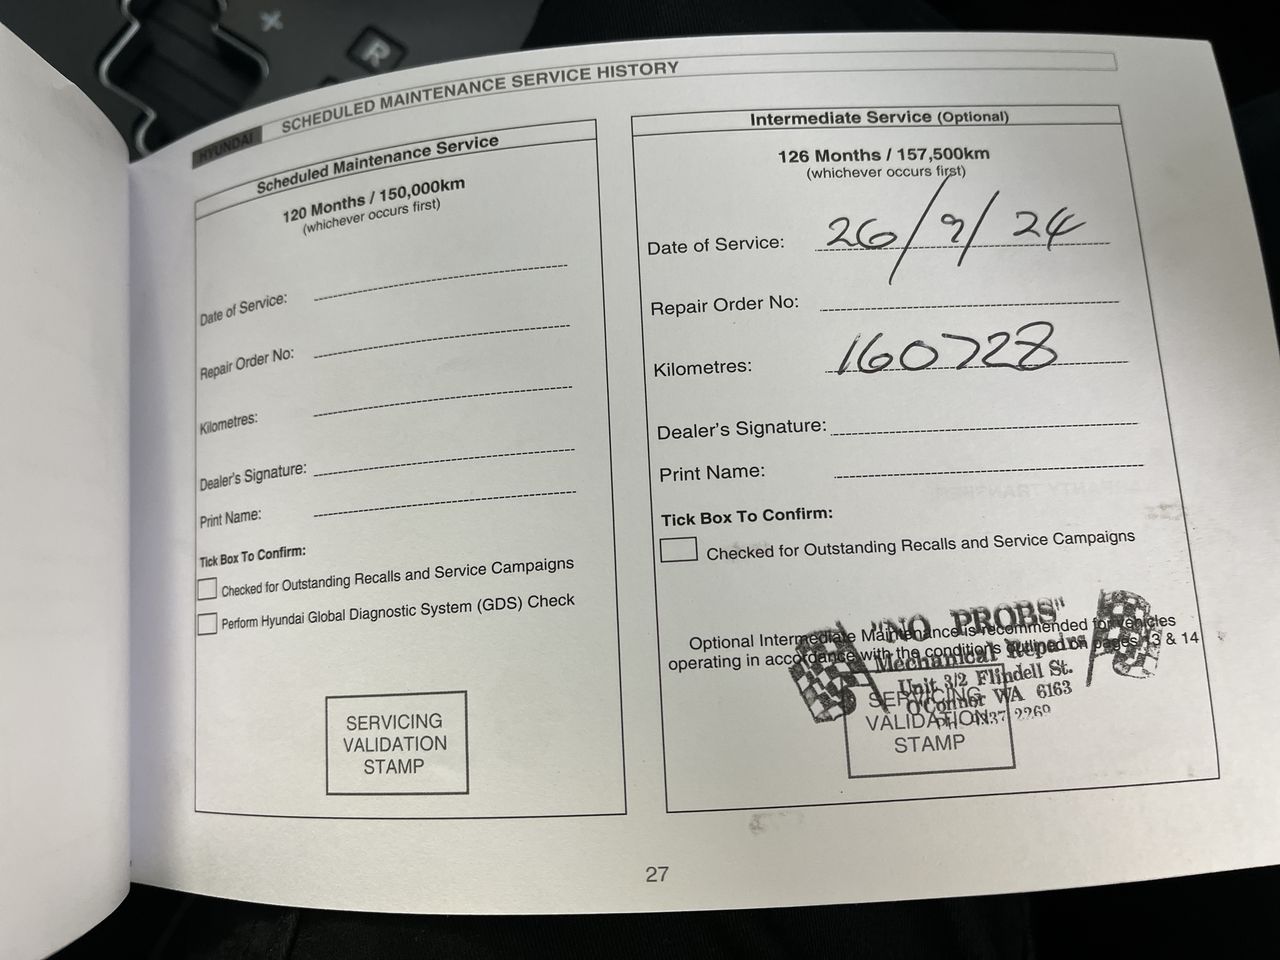 R
HYUNDAI SCHEDULED MAINTENANCE SERVICE HISTORY
Scheduled Maintenance Service
120 Months / 150,000km
(whichever occurs first)
Date of Service:
Repair Order No:
Kilometres:
Dealer's Signature:
Print Name:
Tick Box To Confirm:
Checked for Outstanding Recalls and Service Campaigns
Perform Hyundai Global Diagnostic System (GDS) Check
SERVICING
VALIDATION
STAMP
Intermediate Service (Optional)
126 Months / 157,500km
(whichever occurs first)
Date of Service: 26/9/24
Repair Order No:
Kilometres: 160728
Dealer's Signature:
Print Name:
Tick Box To Confirm:
Checked for Outstanding Recalls and Service Campaigns
Optional Intermediate Maintenance is recommended for vehicles
operating in accordance with the conditions outlined on pages 13 & 14
"NO PROBS"
Mechanical Repairs
Unit 3/2 Flindell St.
O'Connor WA 6163
2269
SERVICING
VALIDATION
STAMP
27